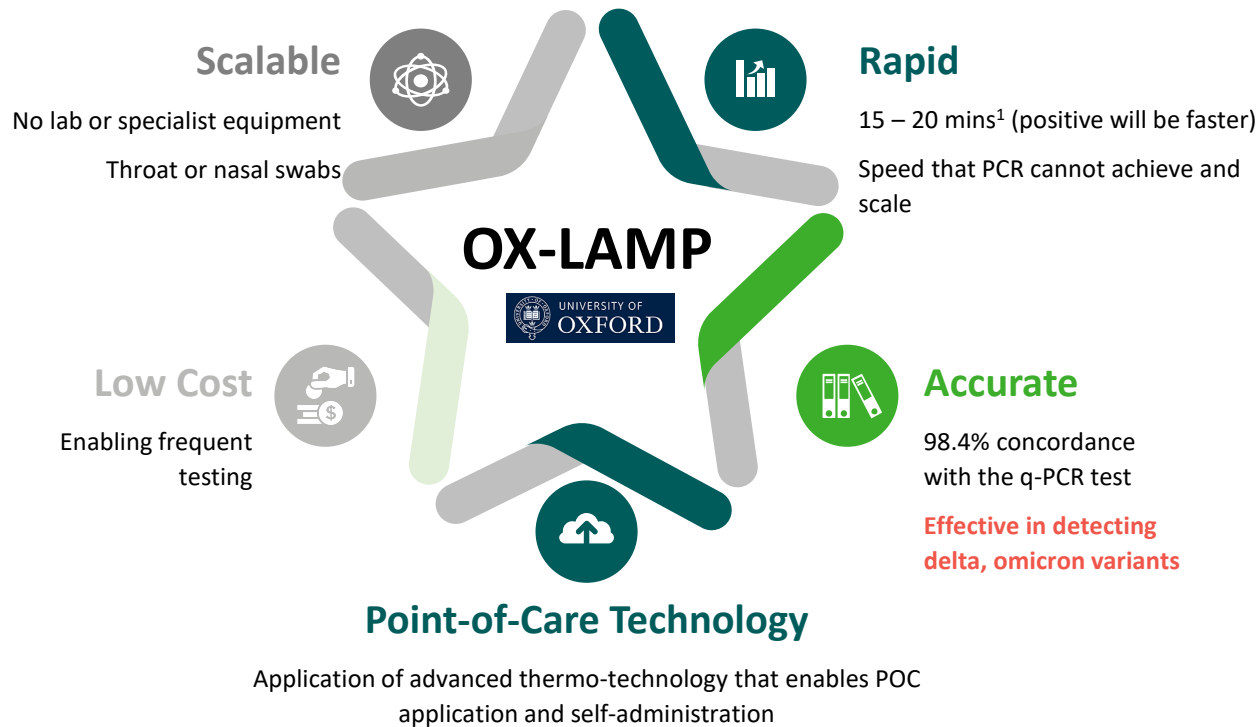 Scalable
No lab or specialist equipment
Throat or nasal swabs
Rapid
15 – 20 mins¹ (positive will be faster)
Speed that PCR cannot achieve and
scale
OX-LAMP
UNIVERSITY OF
OXFORD
Low Cost
Enabling frequent
testing
$
Accurate
98.4% concordance
with the q-PCR test
Effective in detecting
delta, omicron variants
Point-of-Care Technology
Application of advanced thermo-technology that enables POC
application and self-administration